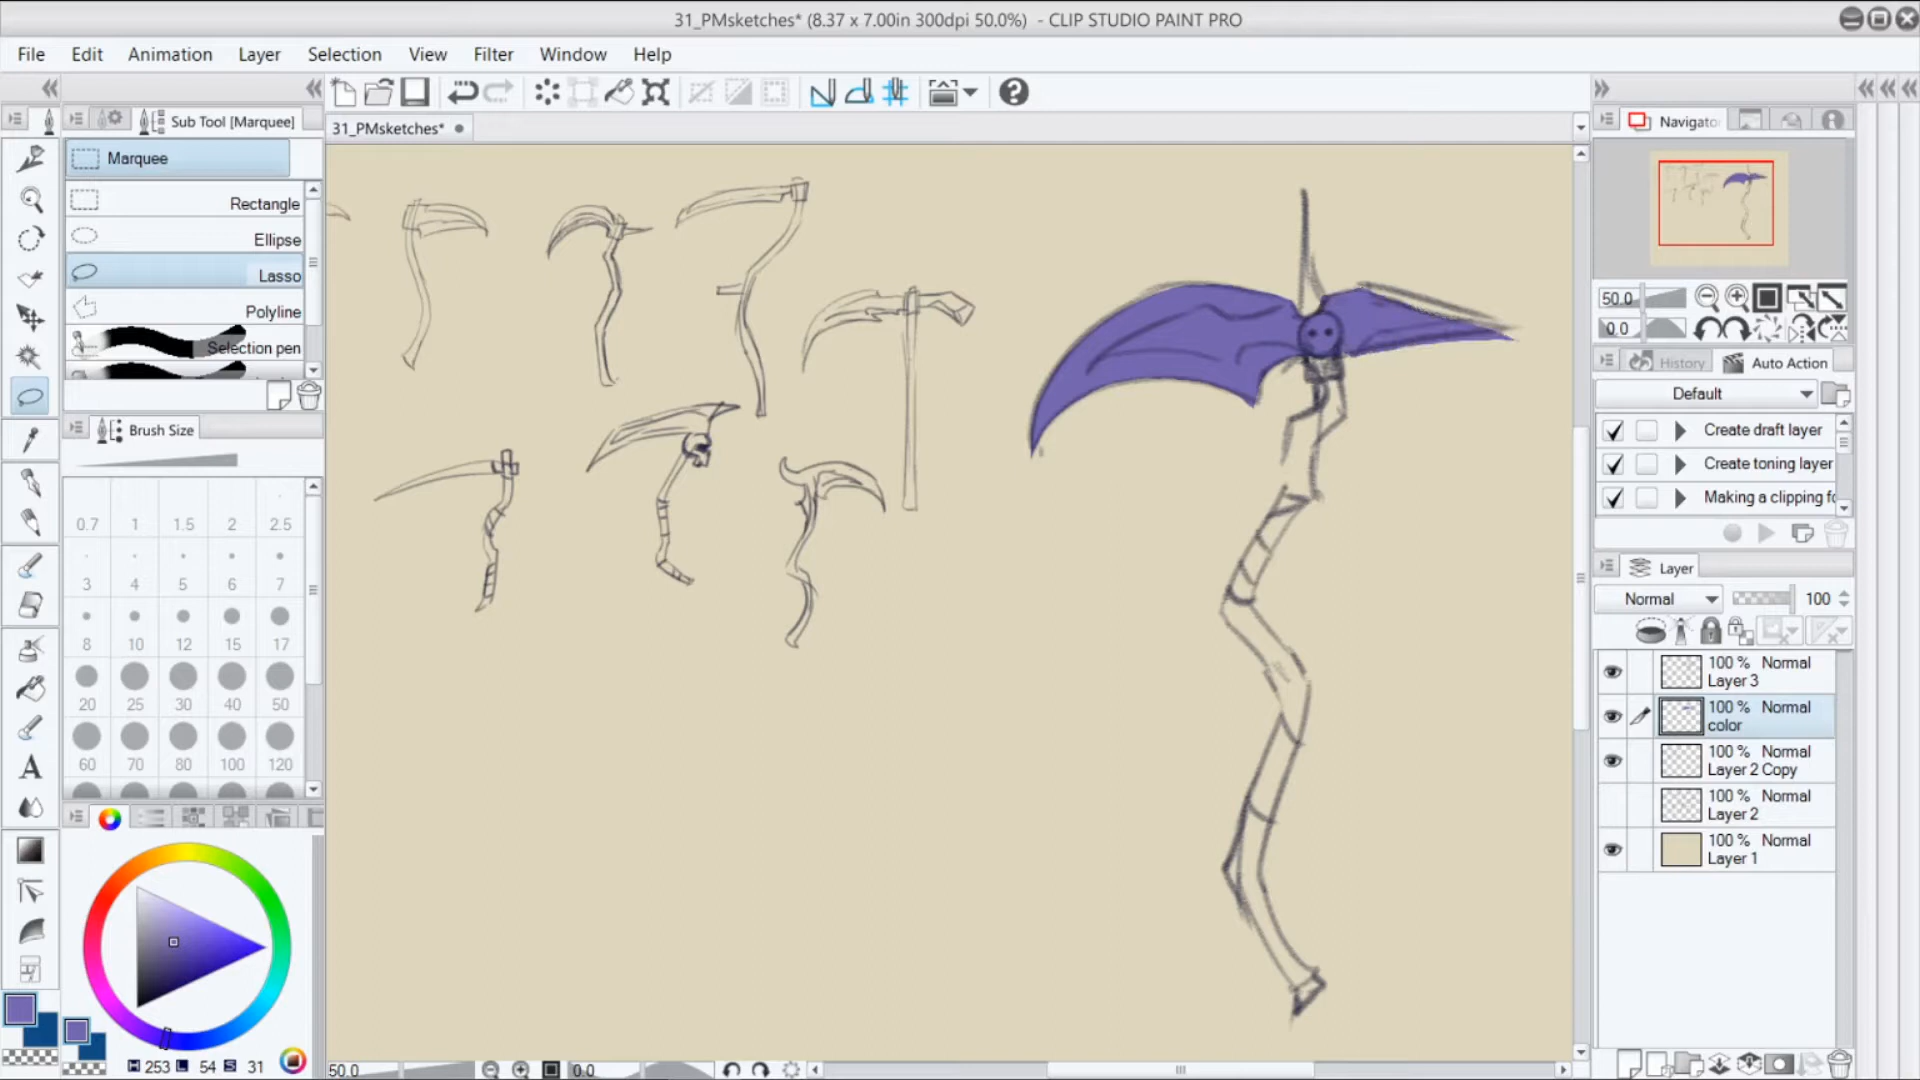 31_PMsketches* (8.37 x 7.00in 300dpi 50.0%) - CLIP STUDIO PAINT PRO
File Edit Animation Layer Selection View Filter Window Help
Sub Tool [Marquee]
31_PMsketches*
Navigato
Marquee
Rectangle
Ellipse
Lasso
Polyline
Selection pen
50.0
0.0
History
Auto Action
Default
Create draft layer
Create toning layer
Making a clipping fo
Brush Size
0.7 1 1.5 2 2.5
3 4 5 6 7
8 10 12 15 17
20 25 30 40 50
60 70 80 100 120
Layer
Normal 100
100 % Normal
Layer 3
100 % Normal
color
100 % Normal
Layer 2 Copy
100 % Normal
Layer 2
100 % Normal
Layer 1
H 253 L 54 S 31
50.0
0.0